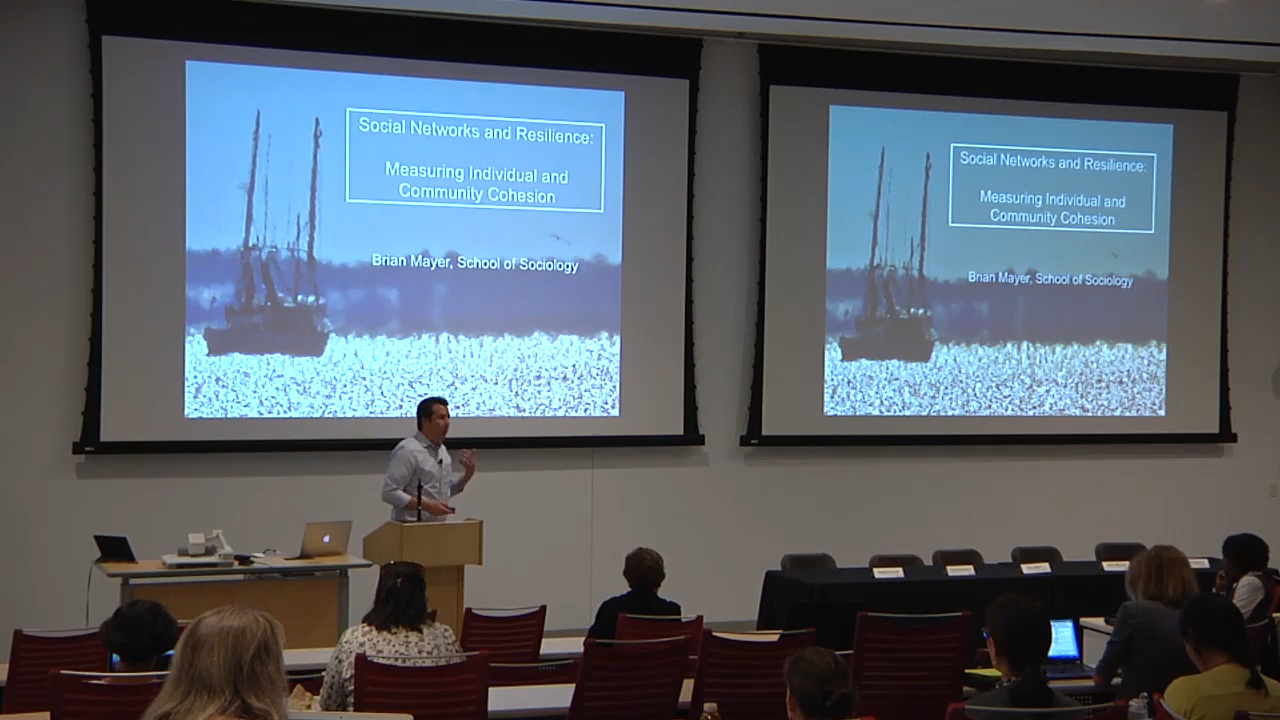 Social Networks and Resilience:
Measuring Individual and
Community Cohesion
Brian Mayer, School of Sociology
Social Networks and Resilience:
Measuring Individual and
Community Cohesion
Brian Mayer, School of Sociology